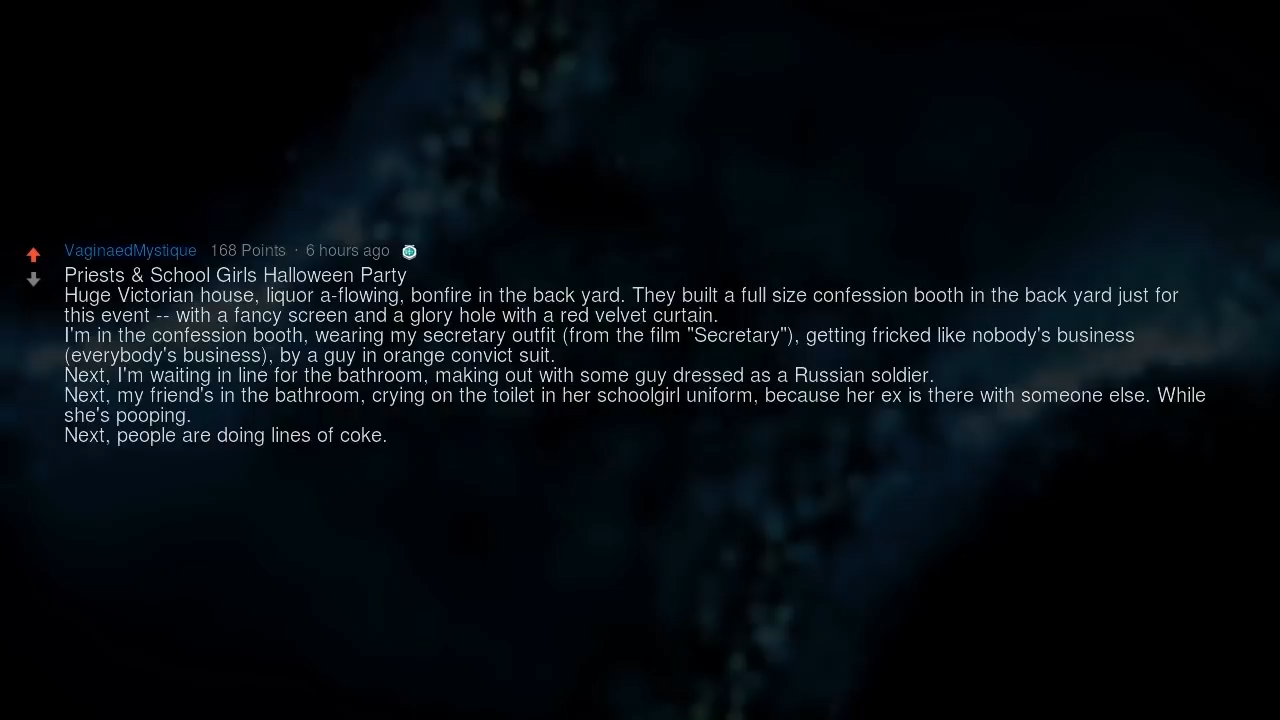 VaginaedMystique 168 Points · 6 hours ago
Priests & School Girls Halloween Party
Huge Victorian house, liquor a-flowing, bonfire in the back yard. They built a full size confession booth in the back yard just for
this event -- with a fancy screen and a glory hole with a red velvet curtain.
I'm in the confession booth, wearing my secretary outfit (from the film "Secretary"), getting fricked like nobody's business
(everybody's business), by a guy in orange convict suit.
Next, I'm waiting in line for the bathroom, making out with some guy dressed as a Russian soldier.
Next, my friend's in the bathroom, crying on the toilet in her schoolgirl uniform, because her ex is there with someone else. While
she's pooping.
Next, people are doing lines of coke.